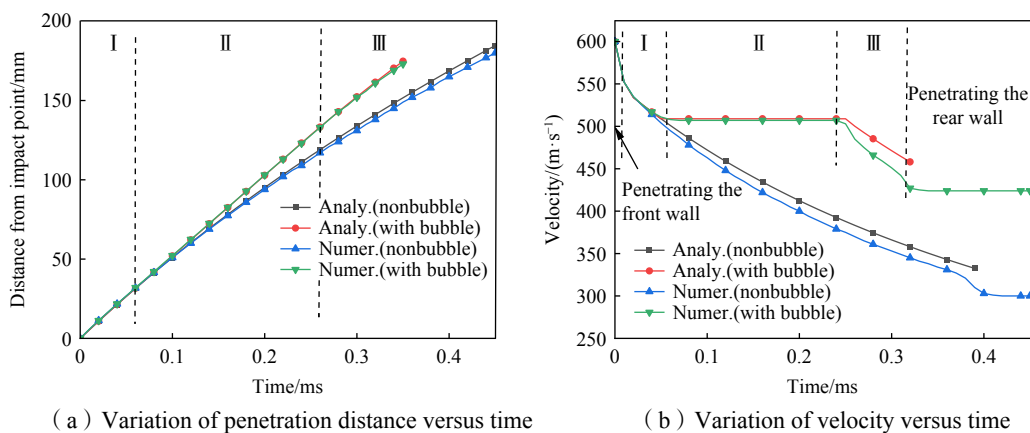 200
150
100
50
0
Distance from impact point/mm
Ⅰ
Ⅱ
Ⅲ
Analy.(nonbubble)
Analy.(with bubble)
Numer.(nonbubble)
Numer.(with bubble)
0
0.1
0.2
0.3
0.4
Time/ms
(a) Variation of penetration distance versus time
600
550
500
450
400
350
300
250
Velocity/(m·s⁻¹)
Ⅰ
Ⅱ
Ⅲ
Penetrating the
rear wall
Penetrating the
front wall
Analy.(nonbubble)
Analy.(with bubble)
Numer.(nonbubble)
Numer.(with bubble)
0
0.1
0.2
0.3
0.4
Time/ms
(b) Variation of velocity versus time